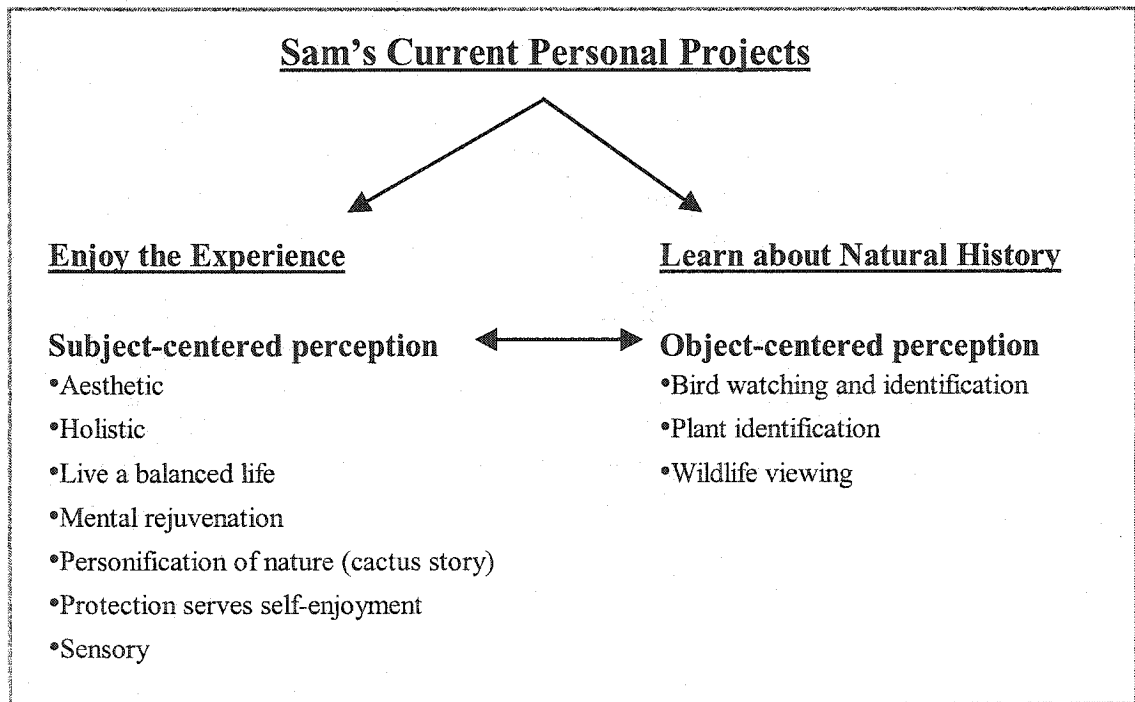 Sam's Current Personal Projects
Enjoy the Experience
Subject-centered perception
•Aesthetic
•Holistic
•Live a balanced life
•Mental rejuvenation
•Personification of nature (cactus story)
•Protection serves self-enjoyment
•Sensory
Learn about Natural History
Object-centered perception
•Bird watching and identification
•Plant identification
•Wildlife viewing